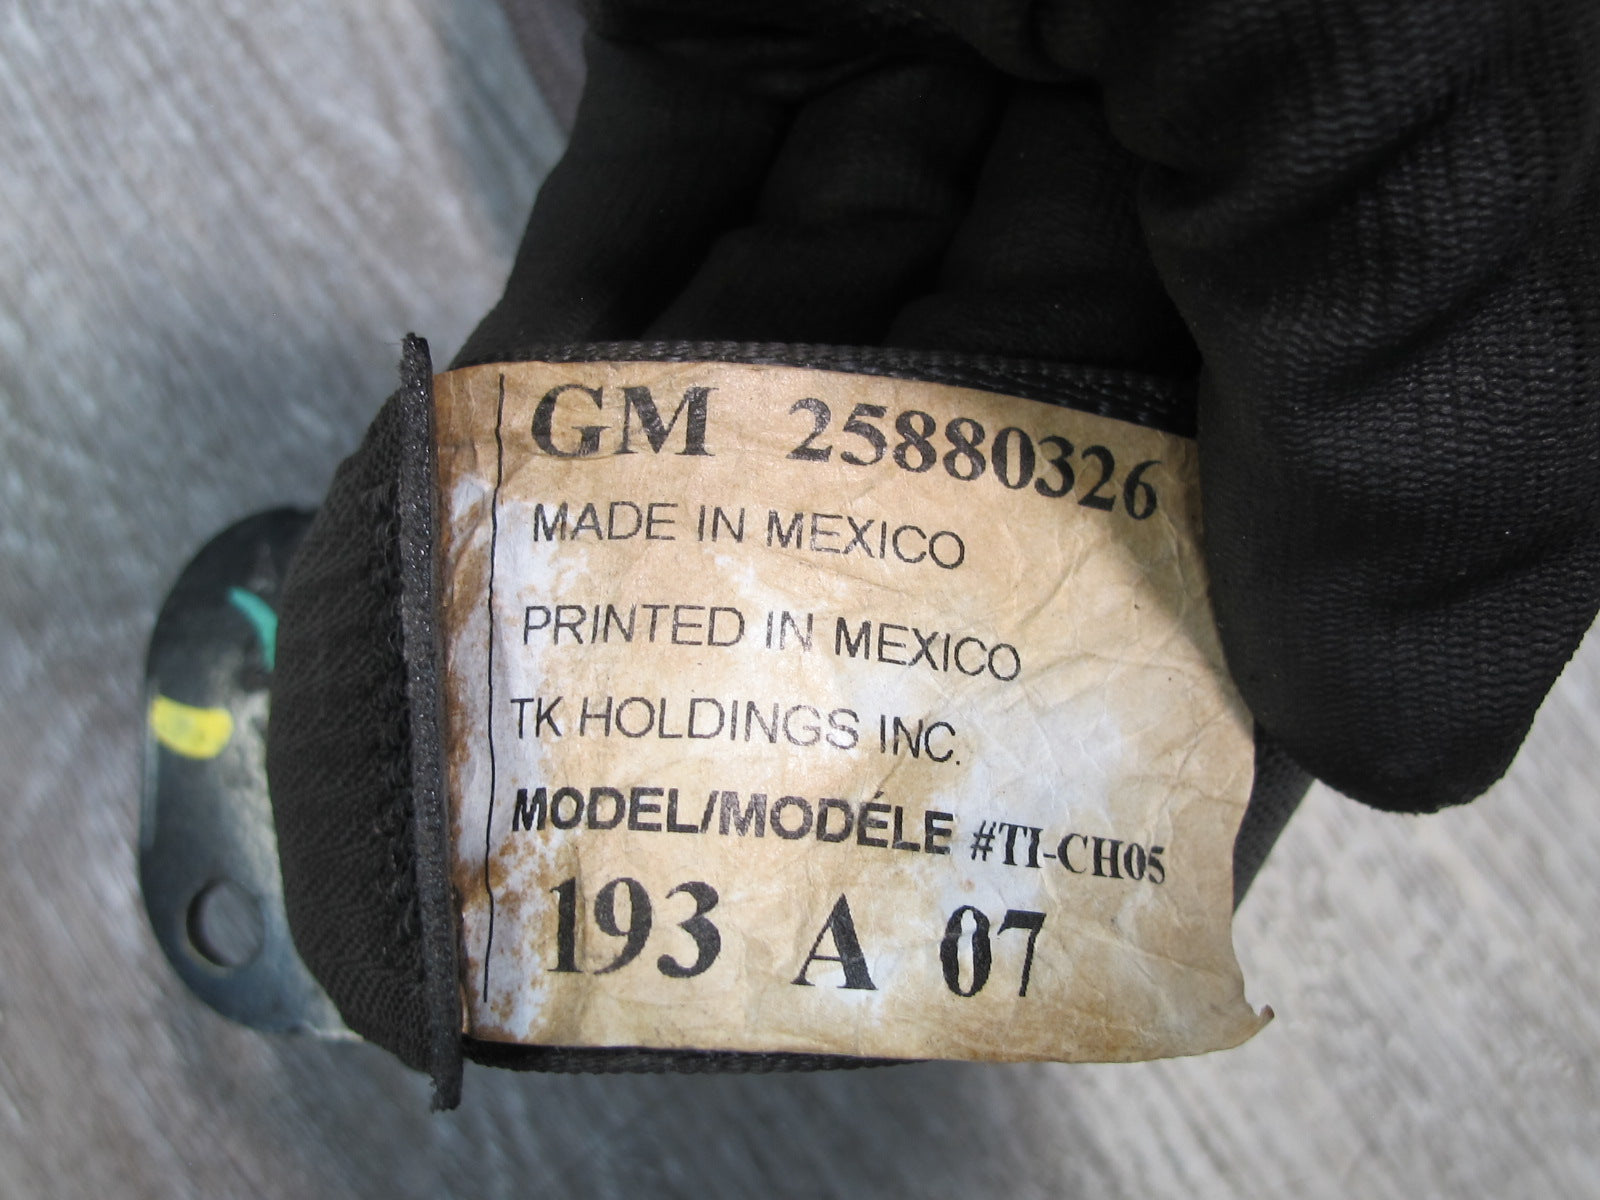 GM 25880326
MADE IN MEXICO
PRINTED IN MEXICO
TK HOLDINGS INC.
MODEL/MODÉLE #TI-CH05
193 A 07